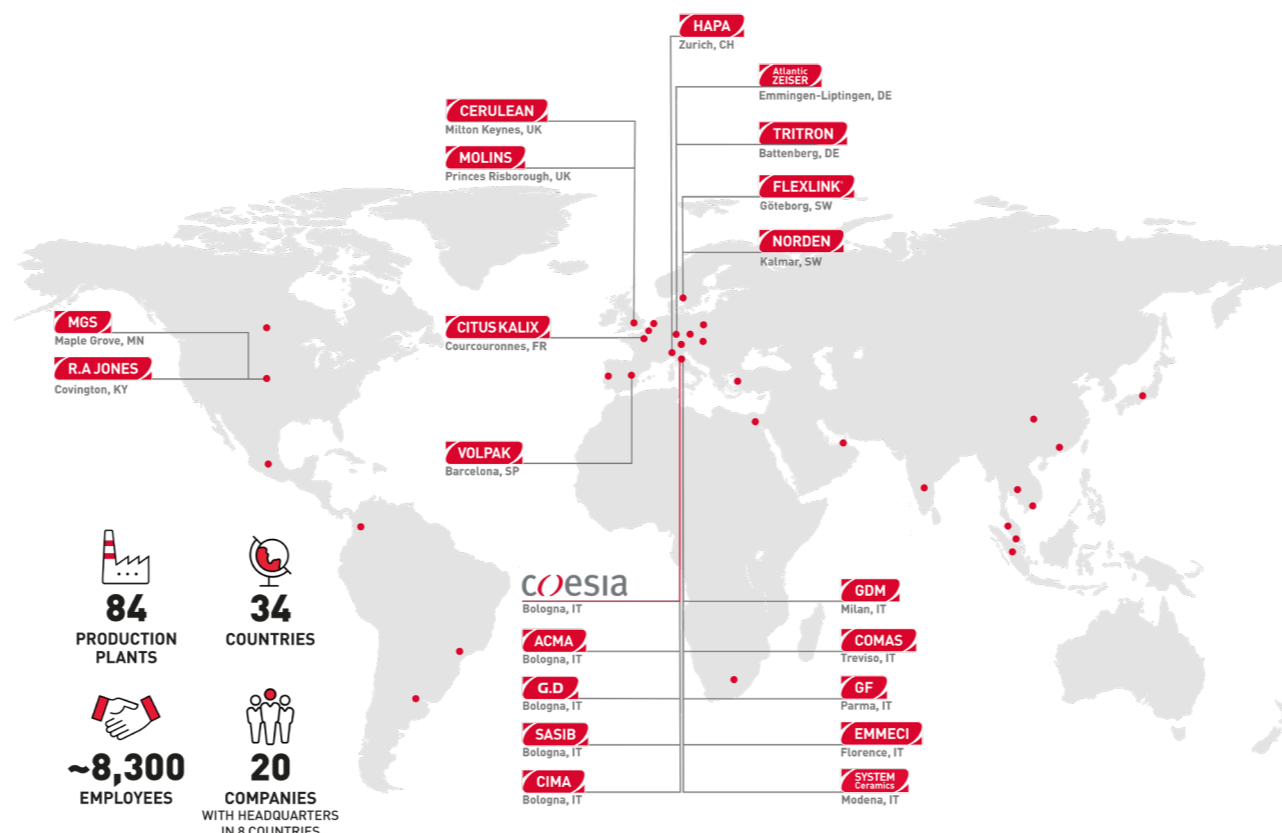 HAPA
Zurich, CH
Atlantic
ZEISER
Emmingen-Liptingen, DE
CERULEAN
Milton Keynes, UK
TRITRON
Battenberg, DE
MOLINS
Princes Risborough, UK
FLEXLINK
Göteborg, SW
NORDEN
Kalmar, SW
MGS
Maple Grove, MN
CITUS KALIX
Courcouronnes, FR
R.A JONES
Covington, KY
VOLPAK
Barcelona, SP
84
PRODUCTION
PLANTS
34
COUNTRIES
~8,300
EMPLOYEES
20
COMPANIES
WITH HEADQUARTERS
IN 8 COUNTRIES
coesia
Bologna, IT
GDM
Milan, IT
ACMA
Bologna, IT
COMAS
Treviso, IT
G.D
Bologna, IT
GF
Parma, IT
SASIB
Bologna, IT
EMMECI
Florence, IT
CIMA
Bologna, IT
SYSTEM
Ceramics
Modena, IT